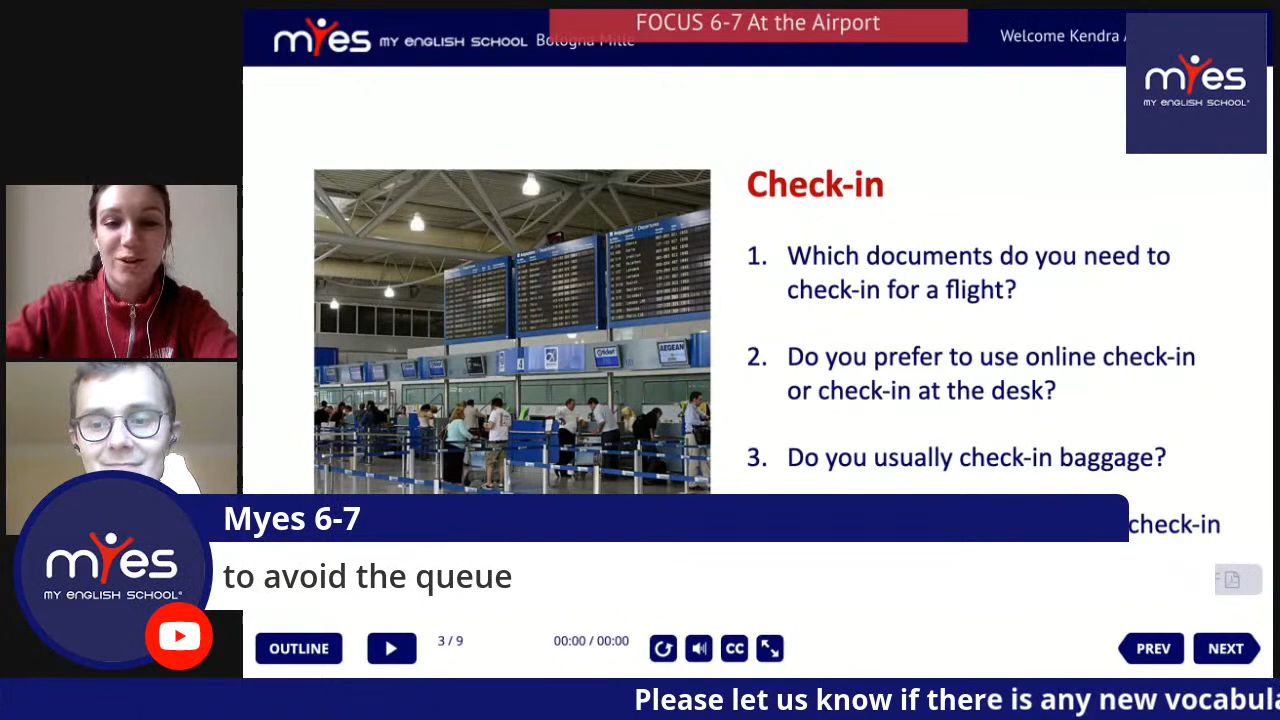 FOCUS 6-7 At the Airport
myes MY ENGLISH SCHOOL Bologna Mille
Welcome Kendra
myes
MY ENGLISH SCHOOL
Check-in
1. Which documents do you need to
check-in for a flight?
2. Do you prefer to use online check-in
or check-in at the desk?
3. Do you usually check-in baggage?
check-in
AEGEAN
Myes 6-7
to avoid the queue
myes
MY ENGLISH SCHOOL
OUTLINE
3 / 9
00:00 / 00:00
CC
PREV
NEXT
Please let us know if there is any new vocabula